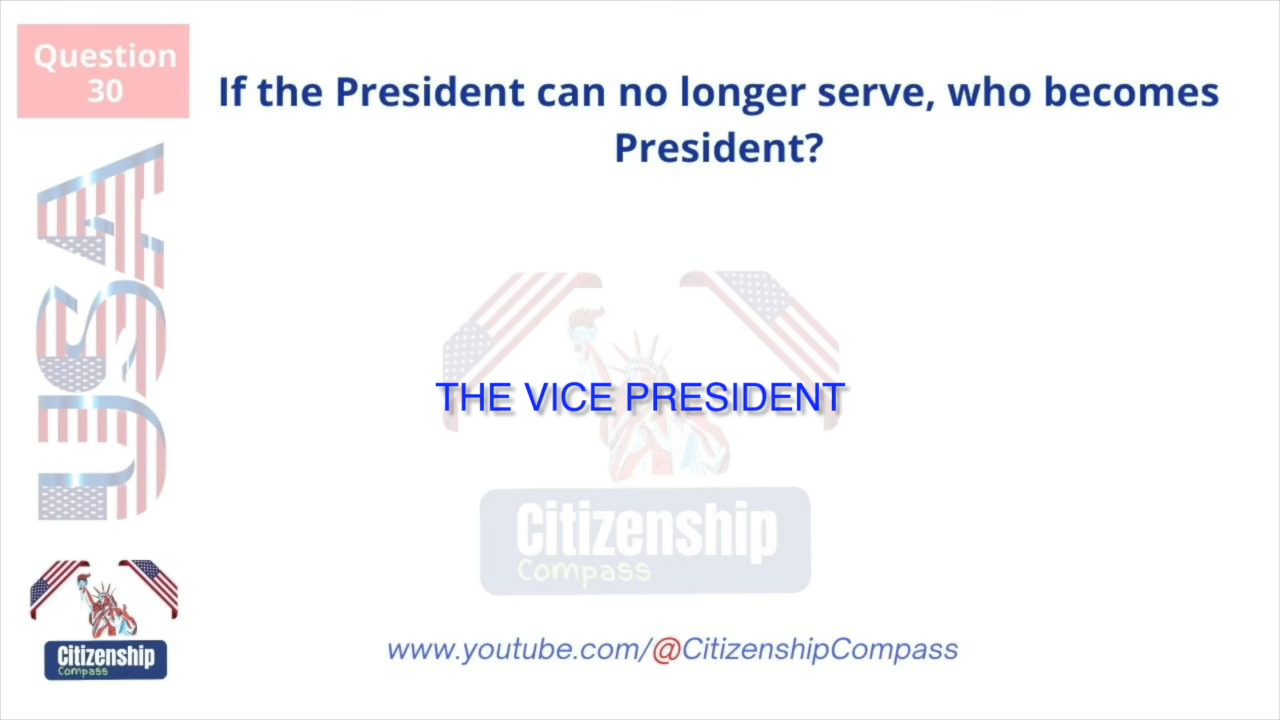 Question
30
If the President can no longer serve, who becomes
President?
USA
THE VICE PRESIDENT
Citizenship
Compass
Citizenship
Compass
www.youtube.com/@CitizenshipCompass